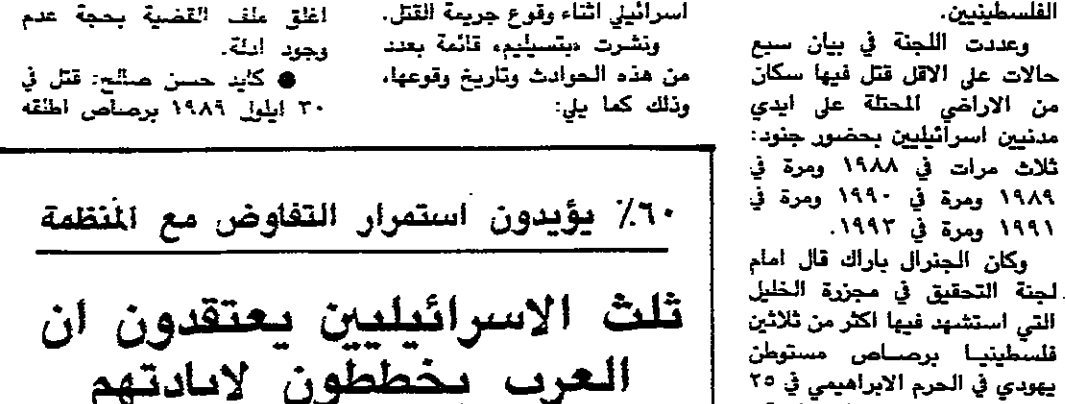 الفلسطينيين.
وعددت اللجنة في بيان سبع
حالات على الاقل قتل فيها سكان
من الاراضي المحتلة على ايدي
مدنيين اسرائيليين بحضور جنود:
ثلاث مرات في ١٩٨٨ ومرة في
١٩٨٩ ومرة في ١٩٩٠ ومرة في
١٩٩١ ومرة في ١٩٩٣.
وكان الجنرال باراك قال امام
لجنة التحقيق في مجزرة الخليل
التي استشهد فيها اكثر من ثلاثين
فلسطينيا برصاص مستوطن
يهودي في الحرم الابراهيمي في ٢٥
اسرائيلي اثناء وقوع جريمة القتل.
ونشرت «بتسيليم» قائمة بعدد
من هذه الحوادث وتاريخ وقوعها،
وذلك كما يلي:
اغلق ملف القضية بحجة عدم
وجود ادلة.
● كايد حسن صالح: قتل في
٣٠ ايلول ١٩٨٩ برصاص اطلقه
٦٠٪ يؤيدون استمرار التفاوض مع المنظمة
ثلث الاسرائيليين يعتقدون ان
العرب يخططون لابادتهم